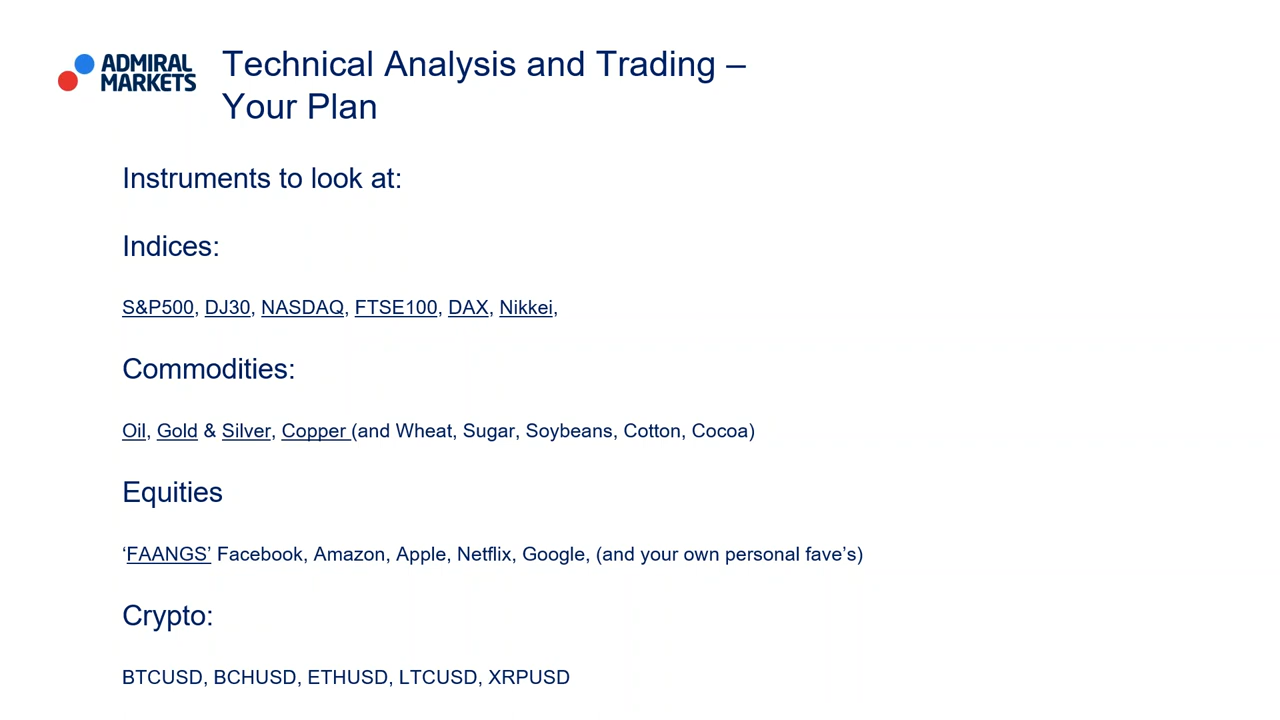 ADMIRAL
MARKETS
Technical Analysis and Trading –
Your Plan
Instruments to look at:
Indices:
S&P500, DJ30, NASDAQ, FTSE100, DAX, Nikkei,
Commodities:
Oil, Gold & Silver, Copper (and Wheat, Sugar, Soybeans, Cotton, Cocoa)
Equities
‘FAANGS’ Facebook, Amazon, Apple, Netflix, Google, (and your own personal fave’s)
Crypto:
BTCUSD, BCHUSD, ETHUSD, LTCUSD, XRPUSD